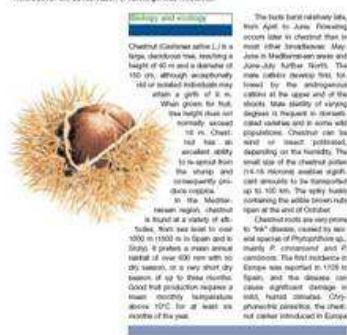 Biology and ecology
Chestnut (Castanea sativa L.) is a
large, deciduous tree, reaching a
height of 40 m and a diameter of
150 cm, although exceptionally
old or isolated individuals may
attain a girth of 8 m.
When grown for fruit,
tree height does not
normally exceed
18 m. Chest-
nut has an
excellent ability
to re-sprout from
the stump and
consequently pro-
duce coppice.
In the Mediter-
ranean region, chestnut
is found at a variety of alti-
tudes, from sea level to over
1000 m (1500 m in Spain and in
Sicily). It prefers a mean annual
rainfall of over 600 mm with no
dry season, or a very short dry
season of up to three months.
Good fruit production requires a
mean monthly temperature
above 10°C for at least six
months of the year.
The buds burst relatively late,
from April to June. Flowering
occurs later in chestnut than in
most other broadleaves: May-
June in Mediterranean areas and
June-July further North. The
male catkins develop first, fol-
lowed by the androgynous
catkins at the upper end of the
shoots. Male sterility of varying
degrees is frequent in domesti-
cated varieties and in some wild
populations. Chestnut can be
wind or insect pollinated,
depending on the humidity. The
small size of the chestnut pollen
(14-16 microns) enables signifi-
cant amounts to be transported
up to 100 km. The spiny husks
containing the edible brown nuts
ripen at the end of October.
Chestnut roots are very prone
to "ink" disease, caused by sev-
eral species of Phytophthora sp.,
mainly P. cinnamomi and P.
cambivora. The first incidence in
Europe was reported in 1726 in
Spain, and the disease can
cause significant damage in
mild, humid climates. Chry-
phonectria parasitica, the chest-
nut canker introduced in Europe